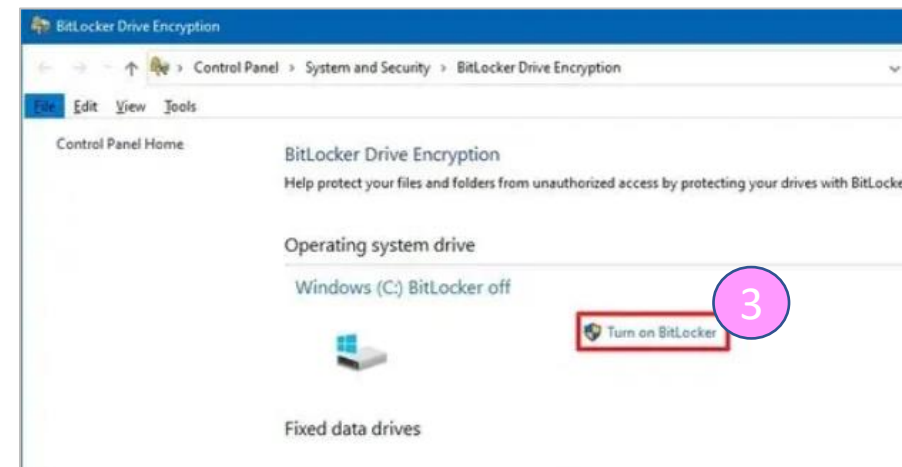 BitLocker Drive Encryption
Control Panel > System and Security > BitLocker Drive Encryption
File Edit View Tools
Control Panel Home
BitLocker Drive Encryption
Help protect your files and folders from unauthorized access by protecting your drives with BitLocke
Operating system drive
Windows (C:) BitLocker off
3
Turn on BitLocker
Fixed data drives